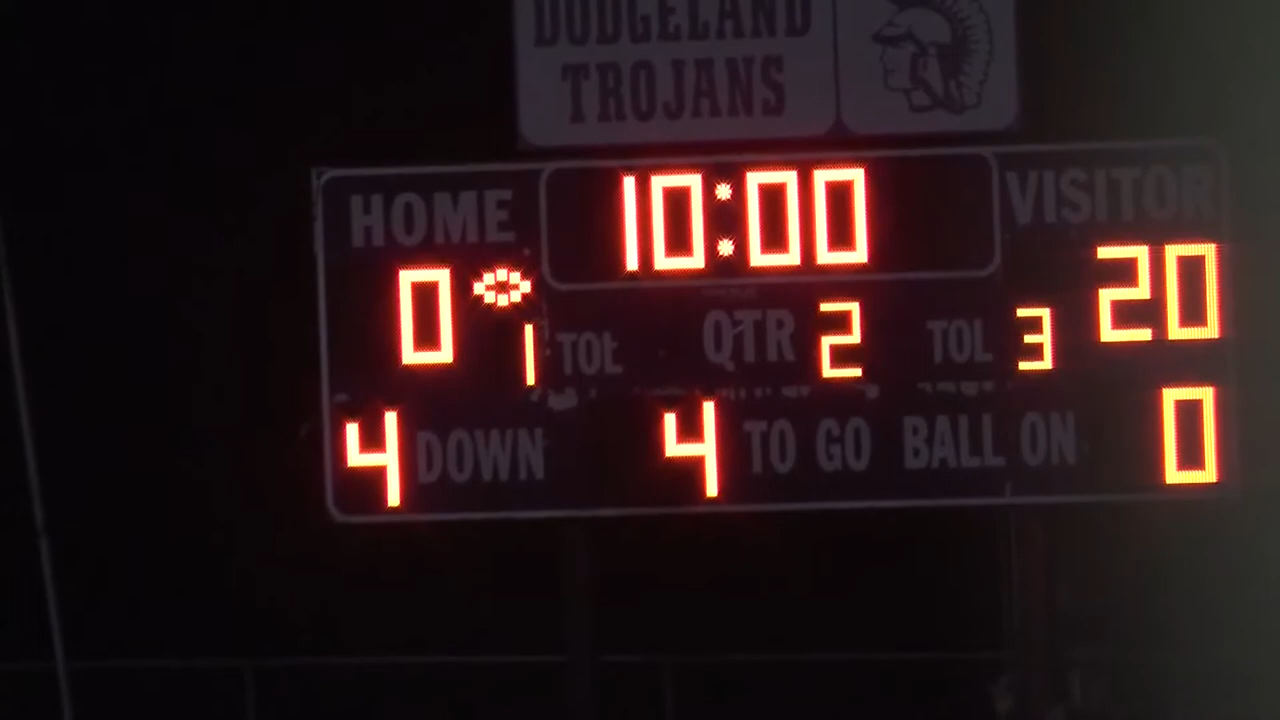 DODGELAND
TROJANS
HOME 10:00 VISITOR
0 20
1 TOL QTR 2 TOL 3
4 DOWN 4 TO GO BALL ON 0